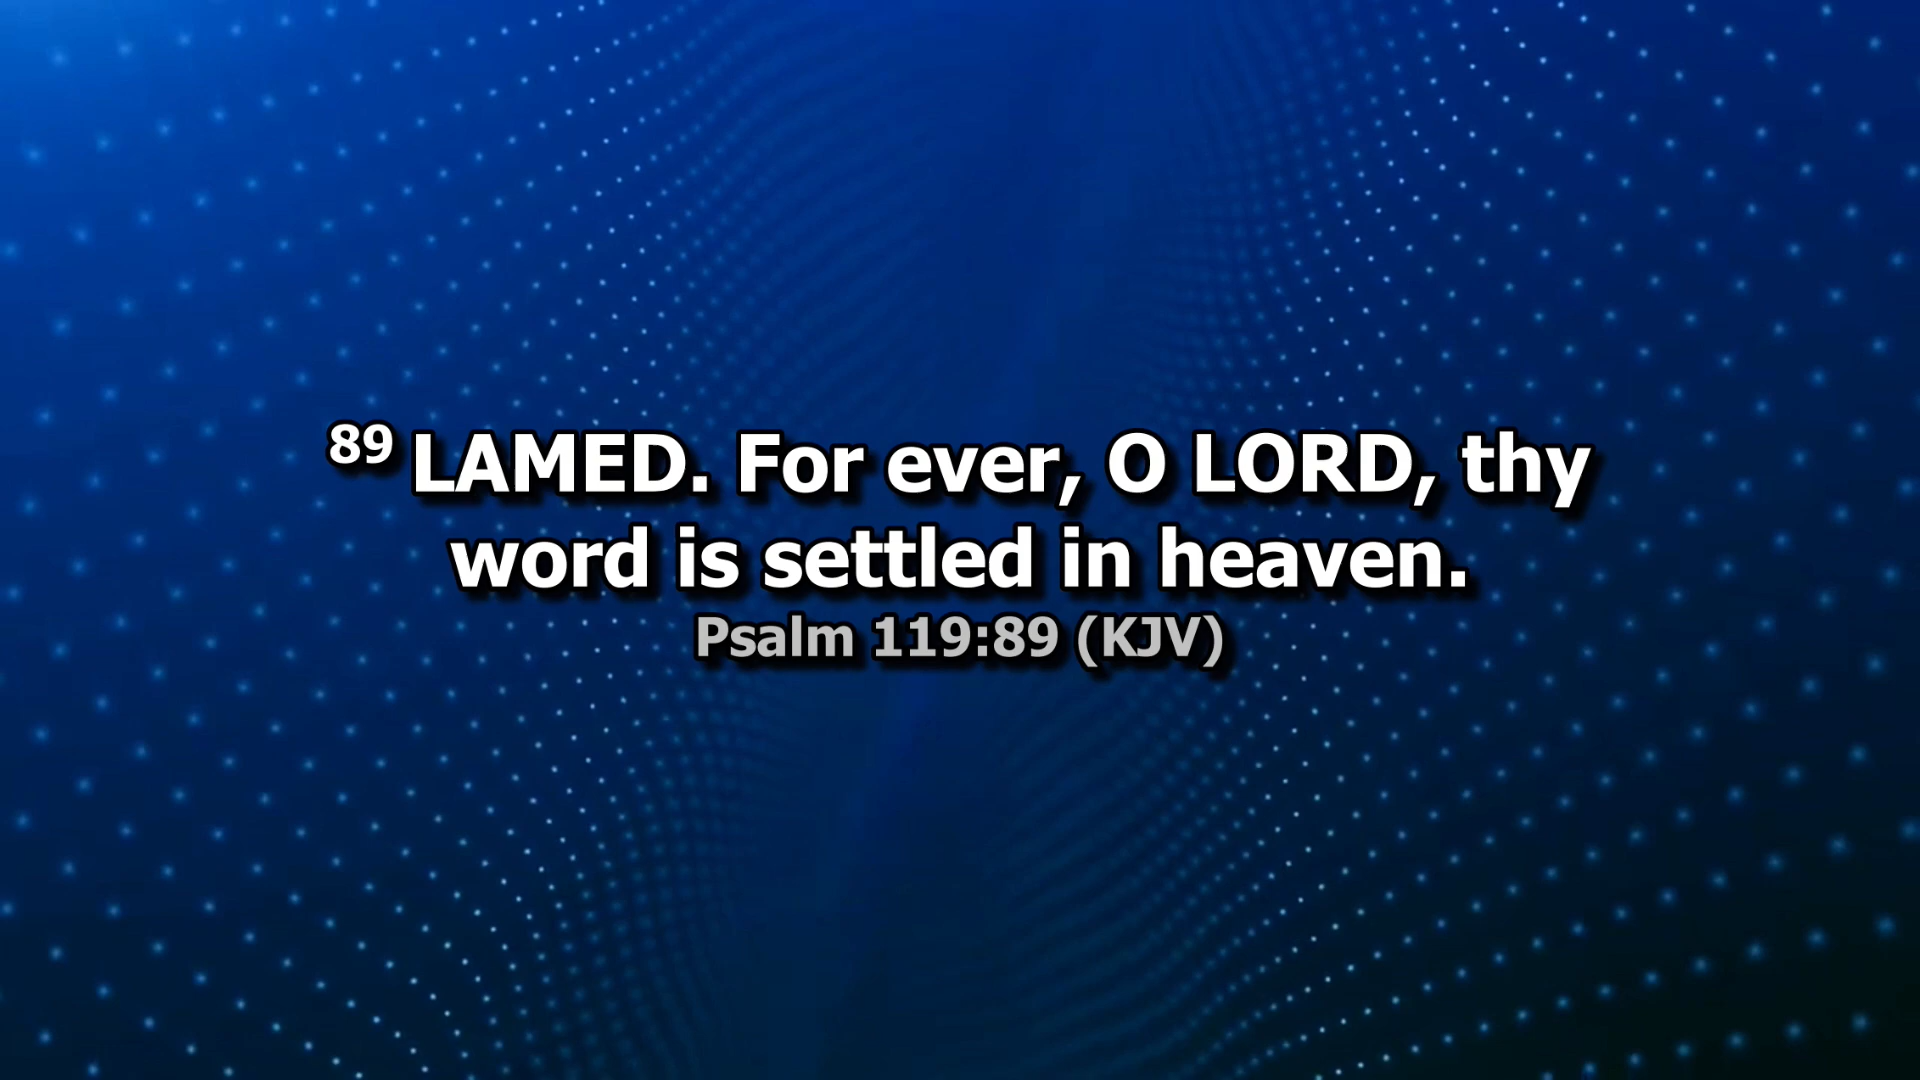 89 LAMED. For ever, O LORD, thy
word is settled in heaven.
Psalm 119:89 (KJV)